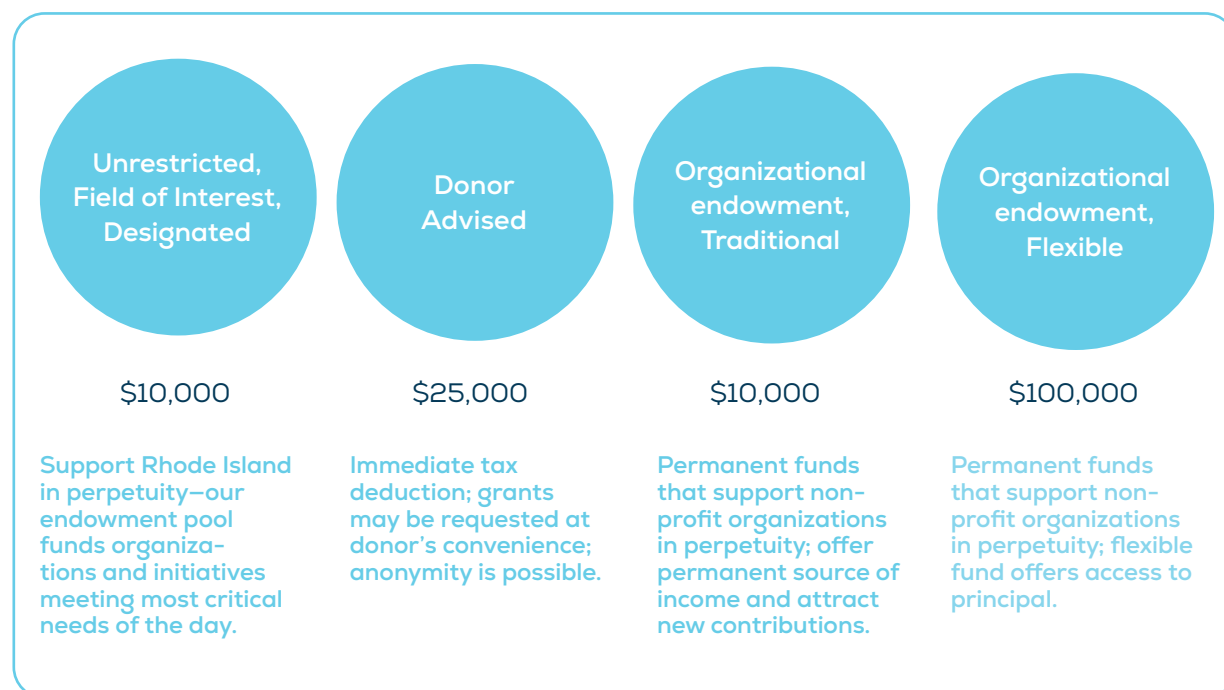 Unrestricted,
Field of Interest,
Designated
$10,000
Support Rhode Island
in perpetuity—our
endowment pool
funds organiza-
tions and initiatives
meeting most critical
needs of the day.
Donor
Advised
$25,000
Immediate tax
deduction; grants
may be requested at
donor’s convenience;
anonymity is possible.
Organizational
endowment,
Traditional
$10,000
Permanent funds
that support non-
profit organizations
in perpetuity; offer
permanent source of
income and attract
new contributions.
Organizational
endowment,
Flexible
$100,000
Permanent funds
that support non-
profit organizations
in perpetuity; flexible
fund offers access to
principal.